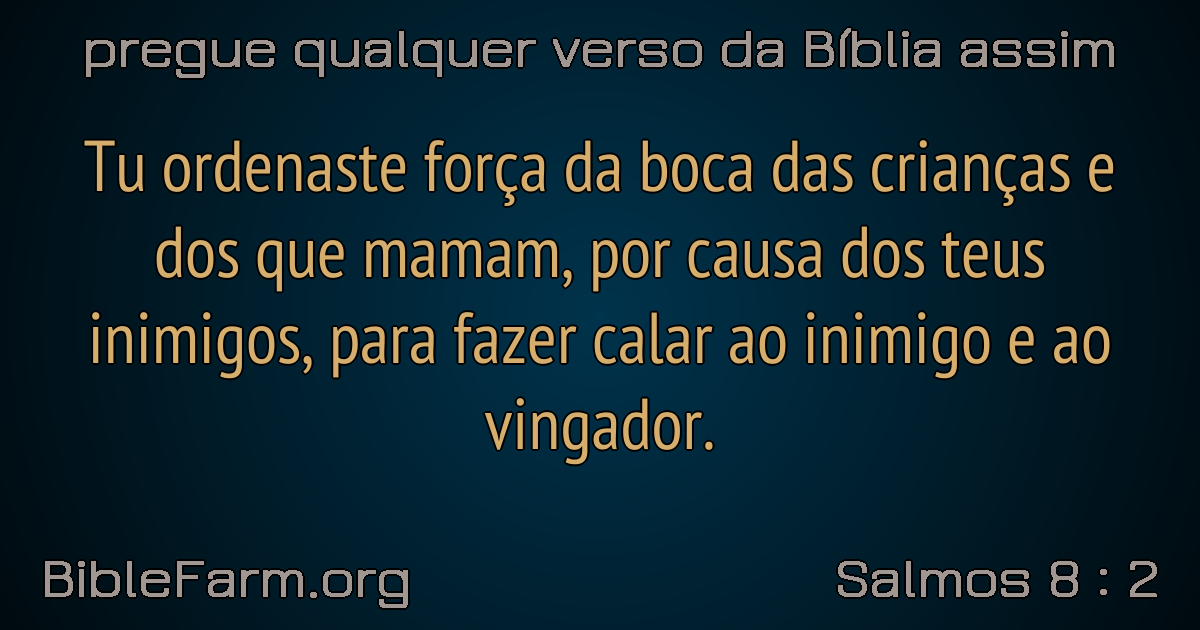 pregue qualquer verso da Bíblia assim
Tu ordenaste força da boca das crianças e
dos que mamam, por causa dos teus
inimigos, para fazer calar ao inimigo e ao
vingador.
BibleFarm.org
Salmos 8 : 2